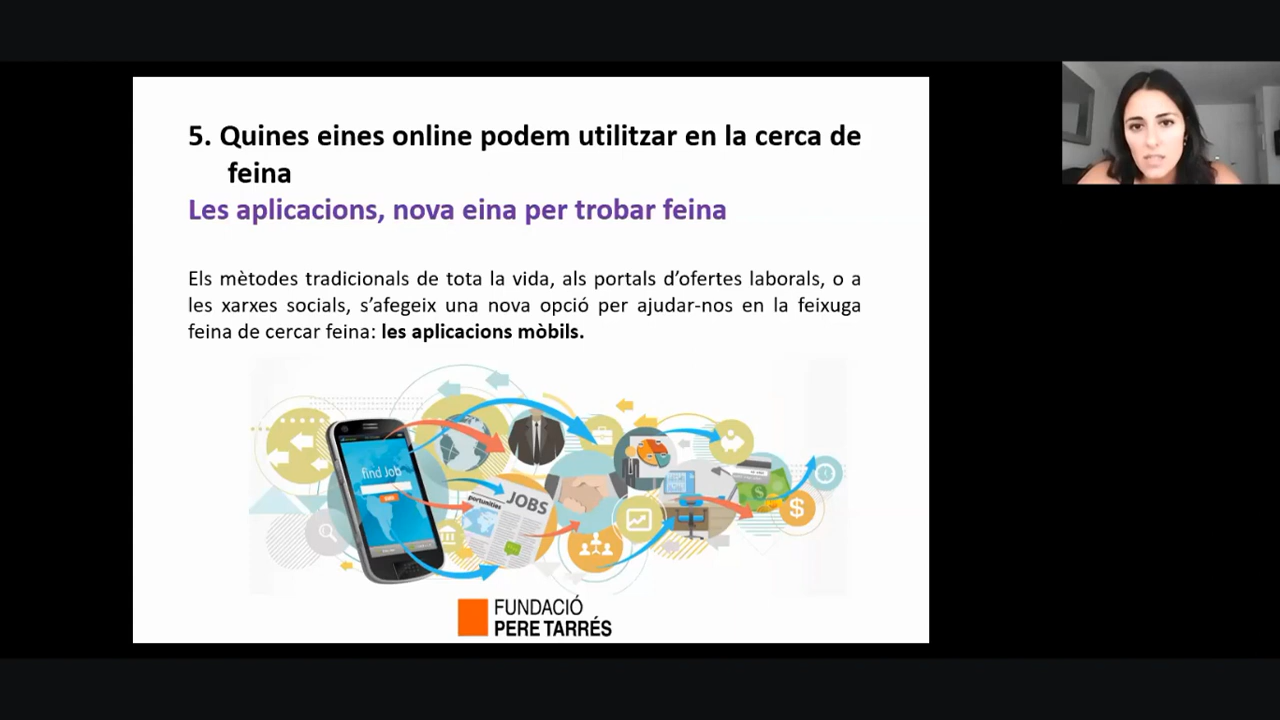 5. Quines eines online podem utilitzar en la cerca de
feina
Les aplicacions, nova eina per trobar feina
Els mètodes tradicionals de tota la vida, als portals d'ofertes laborals, o a
les xarxes socials, s'afegeix una nova opció per ajudar-nos en la feixuga
feina de cercar feina: les aplicacions mòbils.
find Job
JOBS
portunities
FUNDACIÓ
PERE TARRÉS